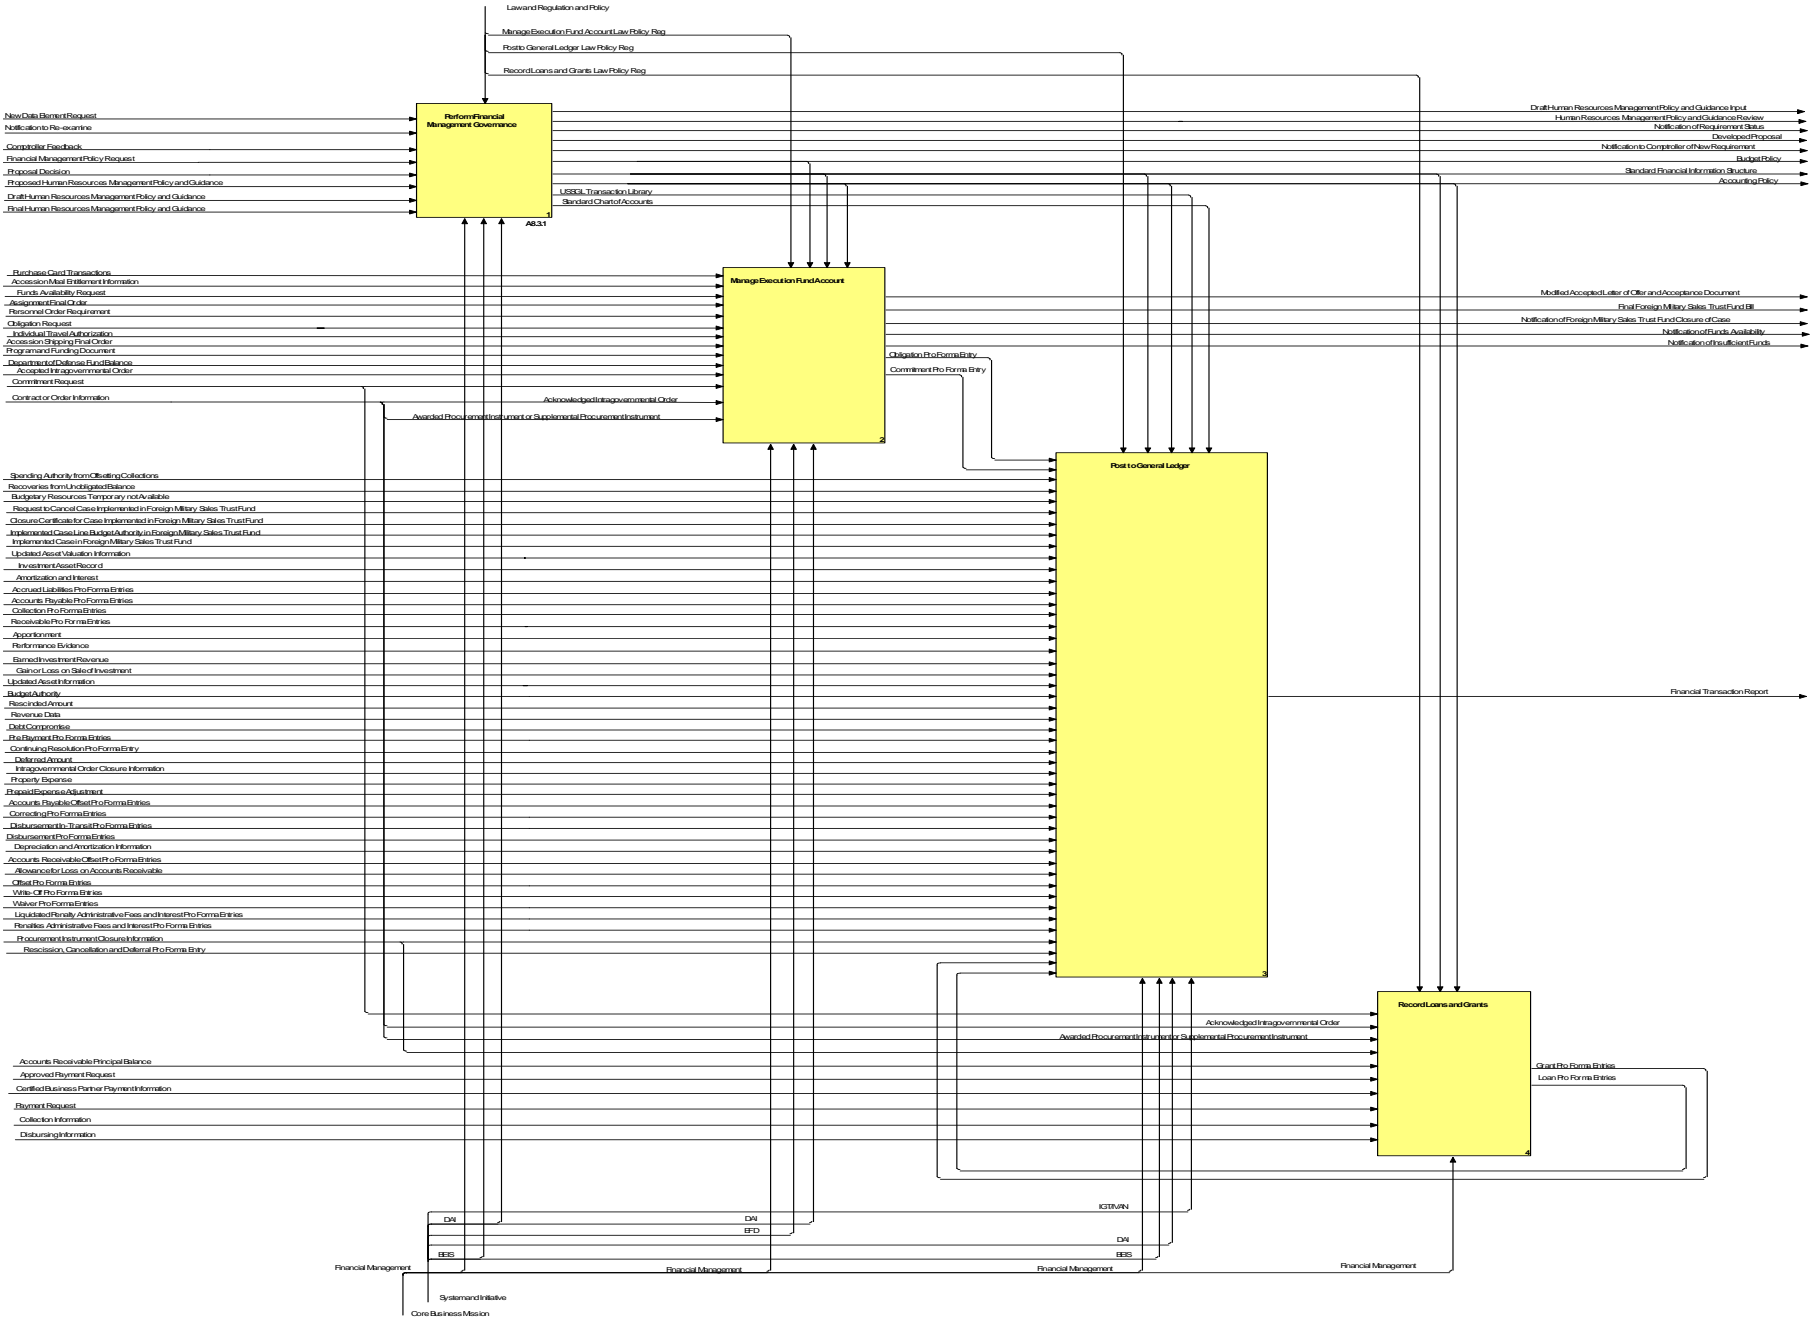 Law and Regulation and Policy
Manage Execution Fund Account Law Policy Reg
Post to General Ledger Law Policy Reg
Record Loans and Grants Law Policy Reg
Perform Financial
Management Governance
1
A8.3.1
New Data Element Request
Notification to Re-examine
Comptroller Feedback
Financial Management Policy Request
Proposal Decision
Proposed Human Resources Management Policy and Guidance
Draft Human Resources Management Policy and Guidance
Final Human Resources Management Policy and Guidance
Draft Human Resources Management Policy and Guidance Input
Human Resources Management Policy and Guidance Review
Notification of Requirement Status
Developed Proposal
Notification to Comptroller of New Requirement
Budget Policy
Standard Financial Information Structure
Accounting Policy
USSGL Transaction Library
Standard Chart of Accounts
Purchase Card Transactions
Accession Meal Entitlement Information
Funds Availability Request
Assignment Final Order
Personnel Order Requirement
Obligation Request
Individual Travel Authorization
Accession Shipping Final Order
Program and Funding Document
Department of Defense Fund Balance
Accepted Intragovernmental Order
Commitment Request
Contract or Order Information
Acknowledged Intragovernmental Order
Awarded Procurement Instrument or Supplemental Procurement Instrument
Manage Execution Fund Account
2
Modified Accepted Letter of Offer and Acceptance Document
Final Foreign Military Sales Trust Fund Bill
Notification of Foreign Military Sales Trust Fund Closure of Case
Notification of Funds Availability
Notification of Insufficient Funds
Obligation Pro Forma Entry
Commitment Pro Forma Entry
Post to General Ledger
3
Spending Authority from Offsetting Collections
Recoveries from Unobligated Balance
Budgetary Resources Temporary not Available
Request to Cancel Case Implemented in Foreign Military Sales Trust Fund
Closure Certificate for Case Implemented in Foreign Military Sales Trust Fund
Implemented Case Line Budget Authority in Foreign Military Sales Trust Fund
Implemented Case in Foreign Military Sales Trust Fund
Updated Asset Valuation Information
Investment Asset Record
Amortization and Interest
Accrued Liabilities Pro Forma Entries
Accounts Payable Pro Forma Entries
Collection Pro Forma Entries
Receivable Pro Forma Entries
Apportionment
Performance Evidence
Earned Investment Revenue
Gain or Loss on Sale of Investment
Updated Asset Information
Budget Authority
Rescinded Amount
Revenue Data
Debt Compromise
Pre Payment Pro Forma Entries
Continuing Resolution Pro Forma Entry
Deferred Amount
Intragovernmental Order Closure Information
Property Expense
Prepaid Expense Adjustment
Accounts Payable Offset Pro Forma Entries
Correcting Pro Forma Entries
Disbursement In-Transit Pro Forma Entries
Disbursement Pro Forma Entries
Depreciation and Amortization Information
Accounts Receivable Offset Pro Forma Entries
Allowance for Loss on Accounts Receivable
Offset Pro Forma Entries
Write-Off Pro Forma Entries
Waiver Pro Forma Entries
Liquidated Penalty Administrative Fees and Interest Pro Forma Entries
Penalties Administrative Fees and Interest Pro Forma Entries
Procurement Instrument Closure Information
Rescission, Cancellation and Deferral Pro Forma Entry
Financial Transaction Report
Record Loans and Grants
4
Acknowledged Intragovernmental Order
Awarded Procurement Instrument or Supplemental Procurement Instrument
Accounts Receivable Principal Balance
Approved Payment Request
Certified Business Partner Payment Information
Payment Request
Collection Information
Disbursing Information
Grant Pro Forma Entries
Loan Pro Forma Entries
IGT/IVAN
DAI
DAI
EFD
DAI
BEIS
BEIS
Financial Management
Financial Management
Financial Management
Financial Management
System and Initiative
Core Business Mission